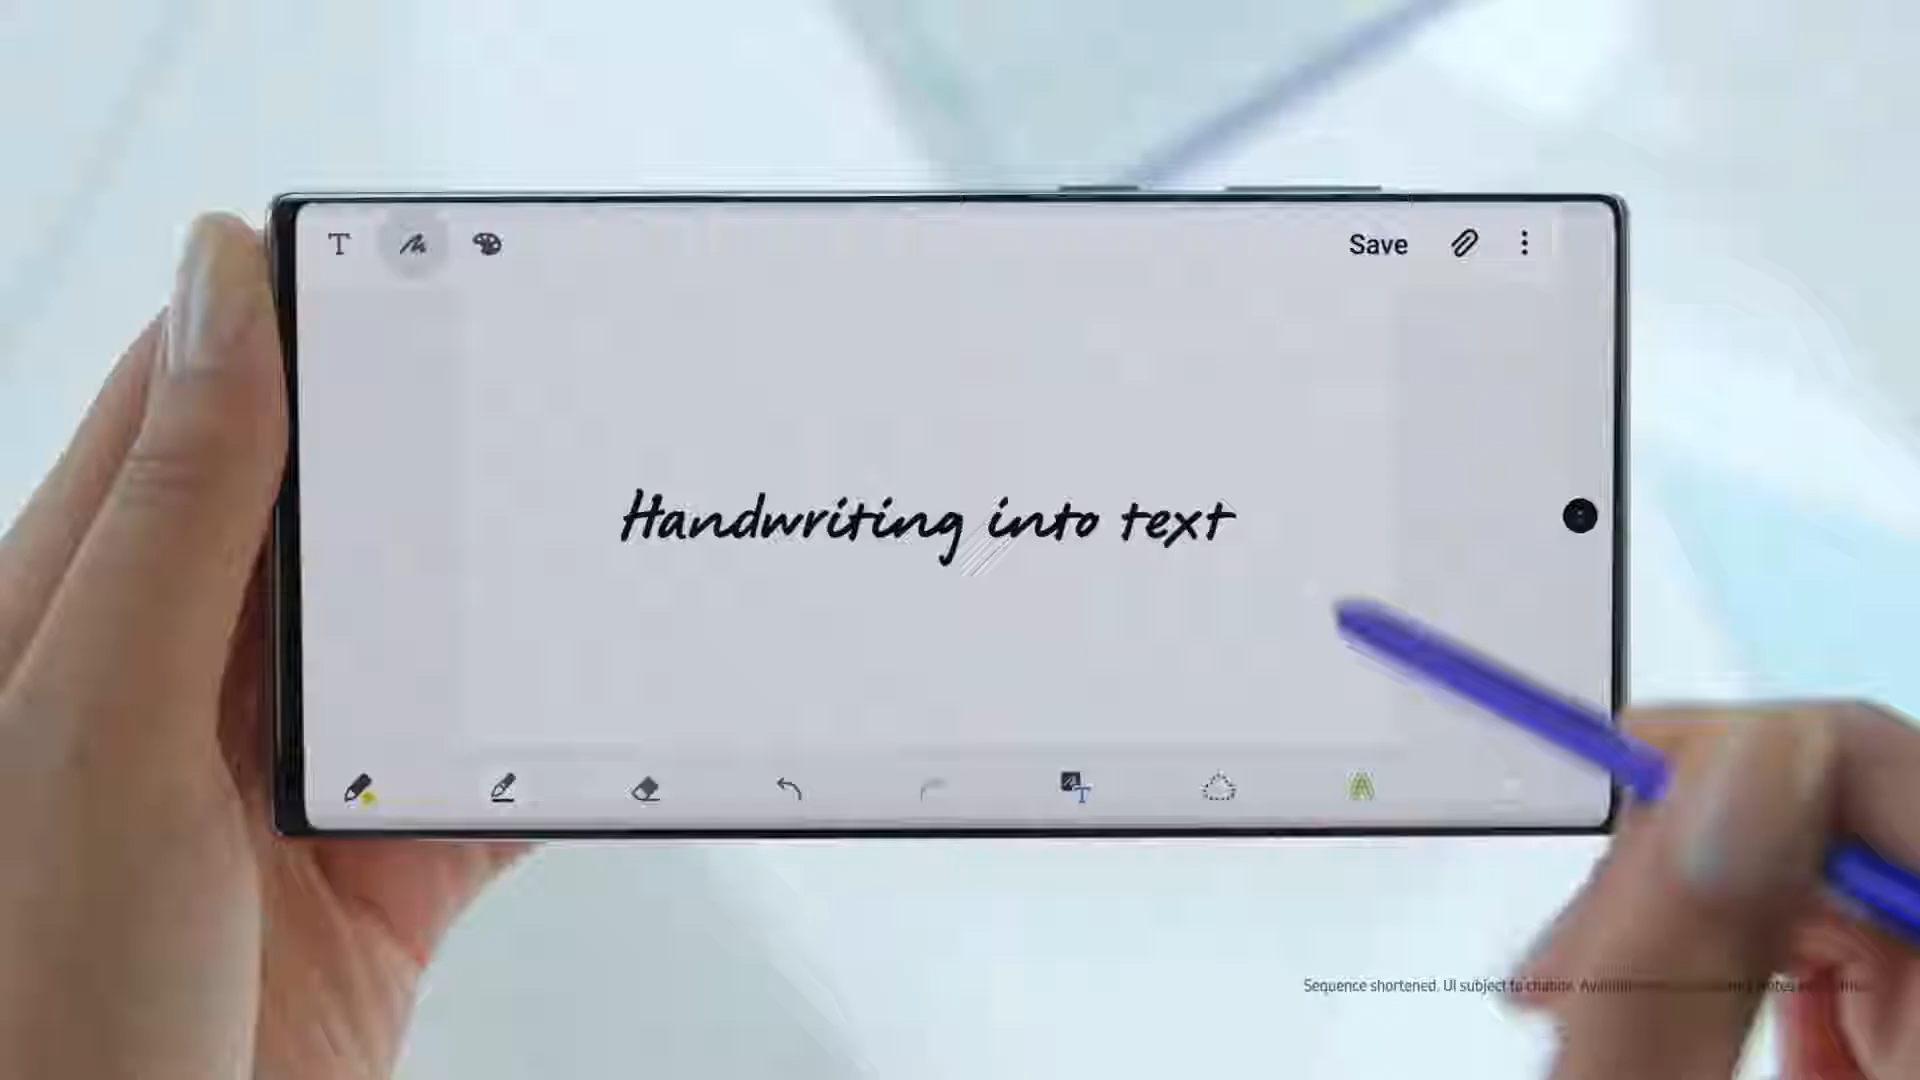 T
Save
Handwriting into text
T
Sequence shortened. UI subject to change.